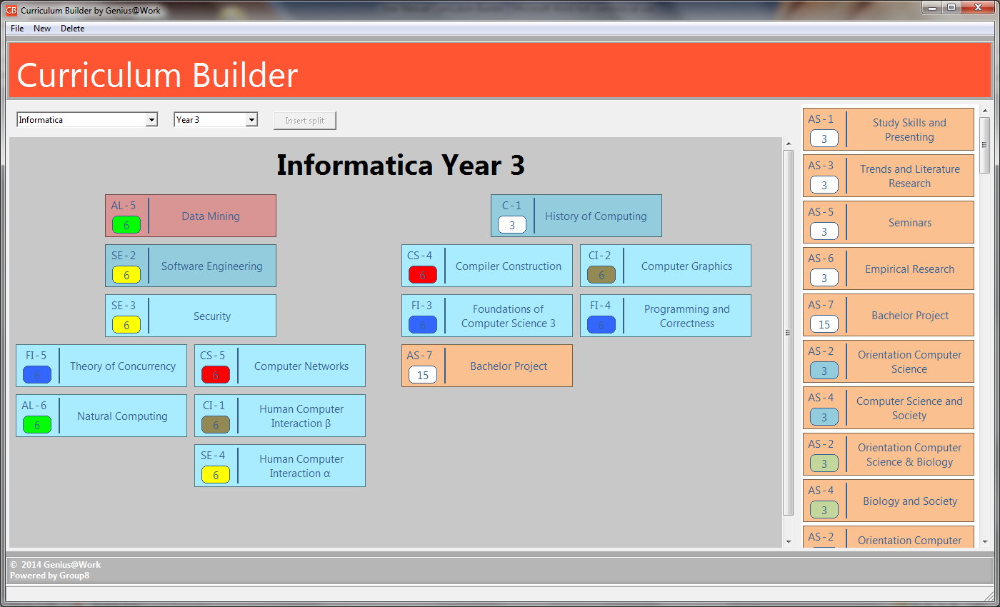 CB Curriculum Builder by Genius@Work
File New Delete
Curriculum Builder
Informatica Year 3 Insert split
Informatica Year 3
AL-5
6
Data Mining
C-1
3
History of Computing
SE-2
6
Software Engineering
CS-4
6
Compiler Construction
CI-2
6
Computer Graphics
SE-3
6
Security
FI-3
6
Foundations of
Computer Science 3
FI-4
6
Programming and
Correctness
FI-5
6
Theory of Concurrency
CS-5
6
Computer Networks
AS-7
15
Bachelor Project
AL-6
6
Natural Computing
CI-1
6
Human Computer
Interaction β
SE-4
6
Human Computer
Interaction α
AS-1
3
Study Skills and
Presenting
AS-3
3
Trends and Literature
Research
AS-5
3
Seminars
AS-6
3
Empirical Research
AS-7
15
Bachelor Project
AS-2
3
Orientation Computer
Science
AS-4
3
Computer Science and
Society
AS-2
3
Orientation Computer
Science & Biology
AS-4
3
Biology and Society
AS-2
Orientation Computer
© 2014 Genius@Work
Powered by Group8